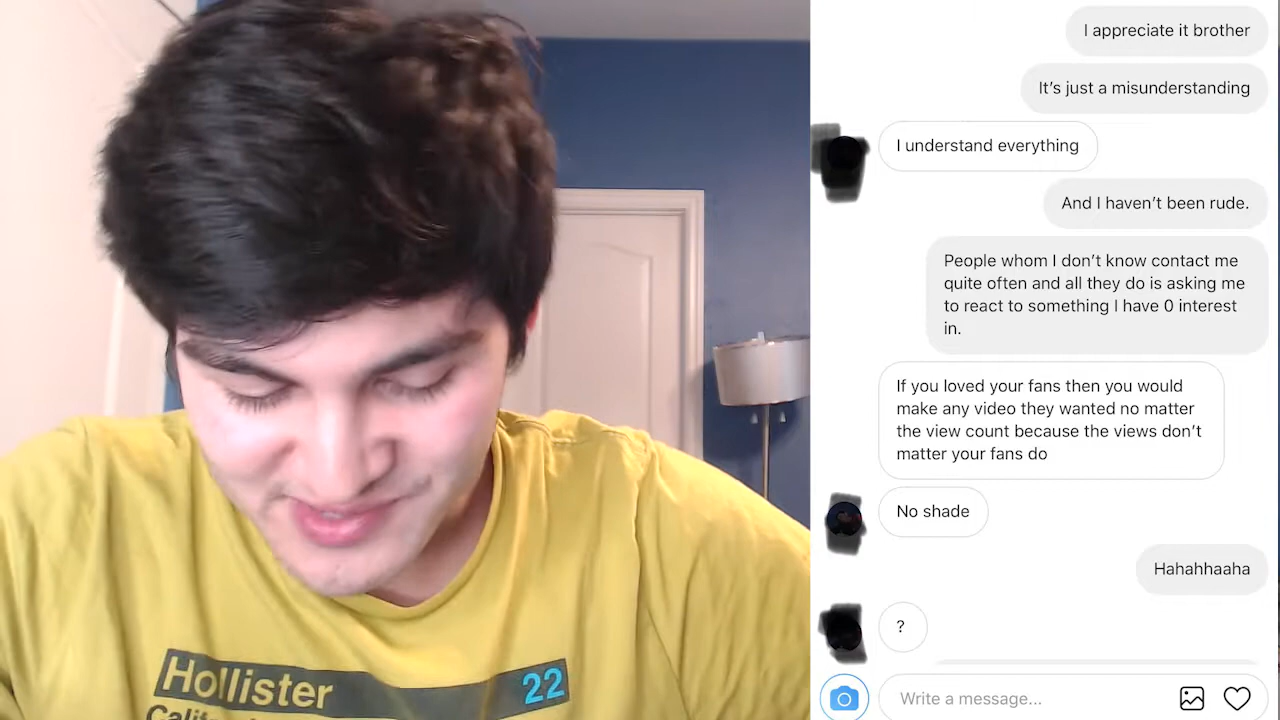 I appreciate it brother
It's just a misunderstanding
I understand everything
And I haven't been rude.
People whom I don't know contact me
quite often and all they do is asking me
to react to something I have 0 interest
in.
If you loved your fans then you would
make any video they wanted no matter
the view count because the views don't
matter your fans do
No shade
Hahahhaaha
?
Write a message...
Hollister
22